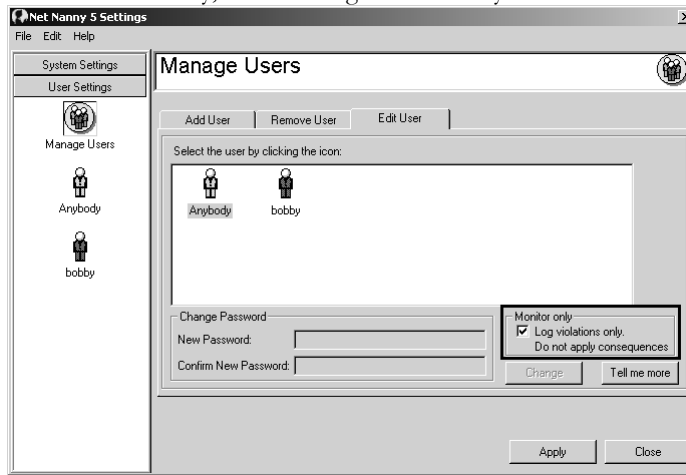 Net Nanny 5 Settings
File Edit Help
System Settings
User Settings
Manage Users
Anybody
bobby
Manage Users
Add User Remove User Edit User
Select the user by clicking the icon:
Anybody bobby
Change Password
New Password:
Confirm New Password:
Monitor only
Log violations only.
Do not apply consequences
Change Tell me more
Apply Close